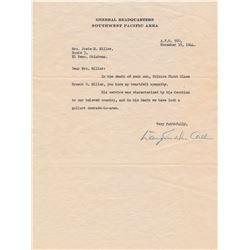 GENERAL HEADQUARTERS
SOUTHWEST PACIFIC AREA
A.P.O. 500,
November 18, 1944.
Mrs. Josie M. Miller,
Route 3,
El Reno, Oklahoma.
Dear Mrs. Miller:
In the death of your son, Private First Class
Ernest G. Miller, you have my heartfelt sympathy.
His service was characterized by his devotion
to our beloved country, and in his death we have lost a
gallant comrade-in-arms.
Very faithfully,